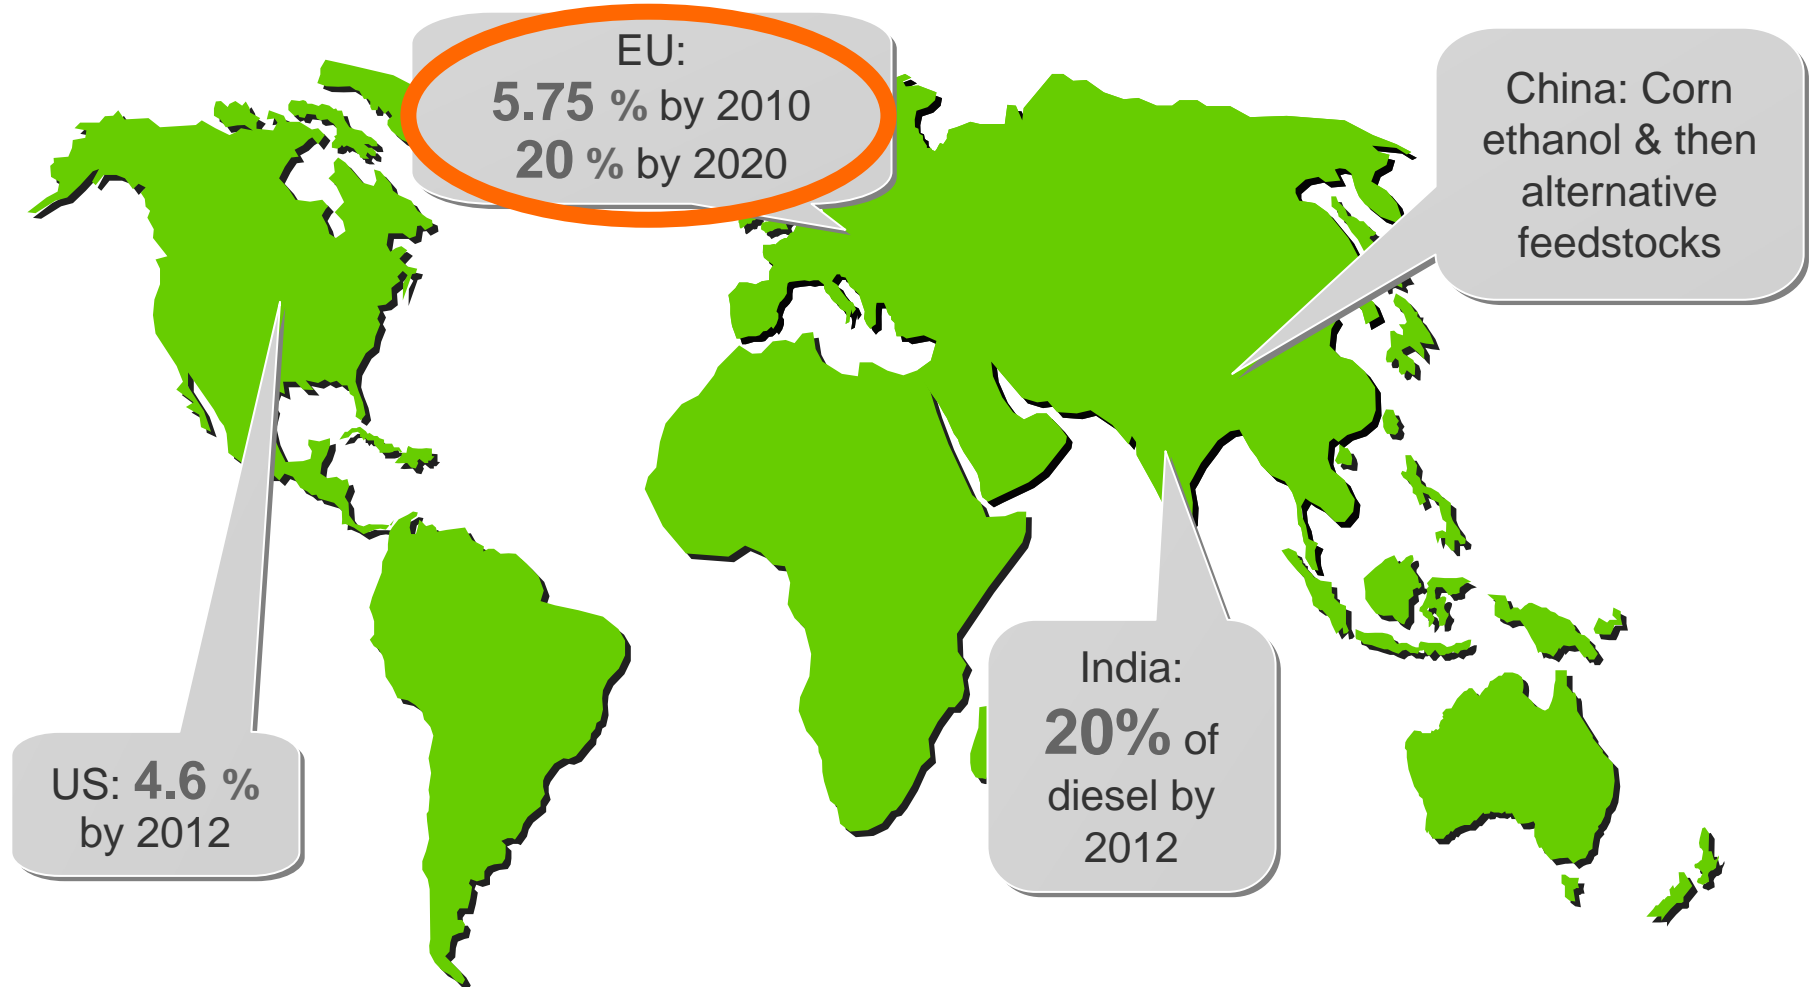 EU:
5.75 % by 2010
20 % by 2020
China: Corn
ethanol & then
alternative
feedstocks
India:
20% of
diesel by
2012
US: 4.6 %
by 2012